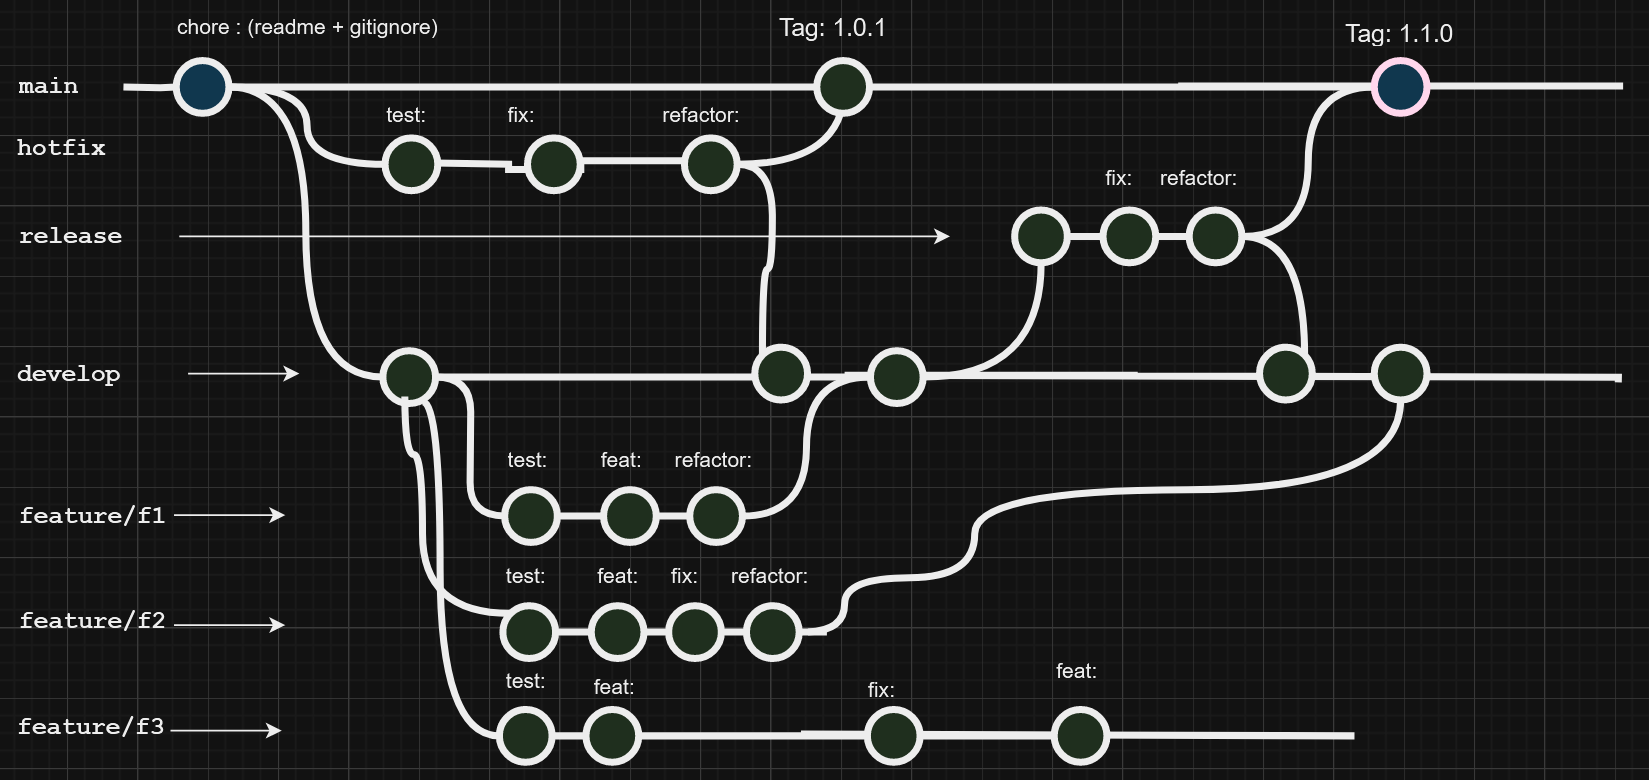 chore : (readme + gitignore)
Tag: 1.0.1
Tag: 1.1.0
main
test:
fix:
refactor:
hotfix
fix:
refactor:
release
develop
test:
feat:
refactor:
feature/f1
test:
feat:
fix:
refactor:
feature/f2
test:
feat:
fix:
feat:
feature/f3